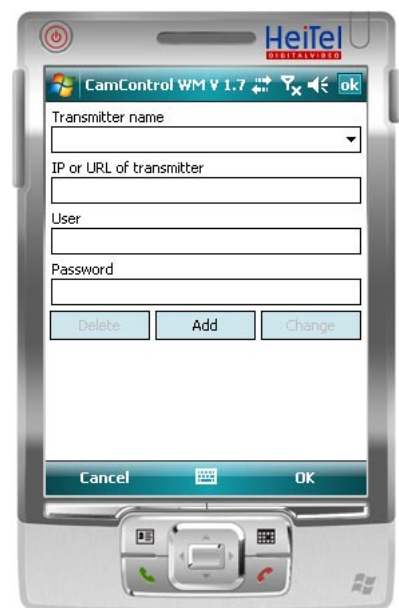 HeiTel
DIGITALVIDEO
CamControl WM V 1.7 ok
Transmitter name
IP or URL of transmitter
User
Password
Delete Add Change
Cancel OK